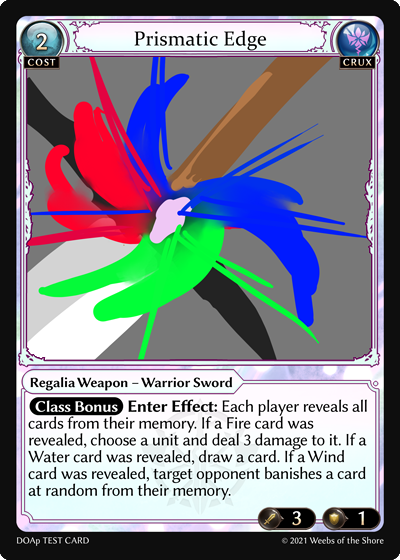 2
Prismatic Edge
COST
CRUX
Regalia Weapon – Warrior Sword
Class Bonus Enter Effect: Each player reveals all
cards from their memory. If a Fire card was
revealed, choose a unit and deal 3 damage to it. If a
Water card was revealed, draw a card. If a Wind
card was revealed, target opponent banishes a card
at random from their memory.
3
1
DOAp TEST CARD
© 2021 Weebs of the Shore